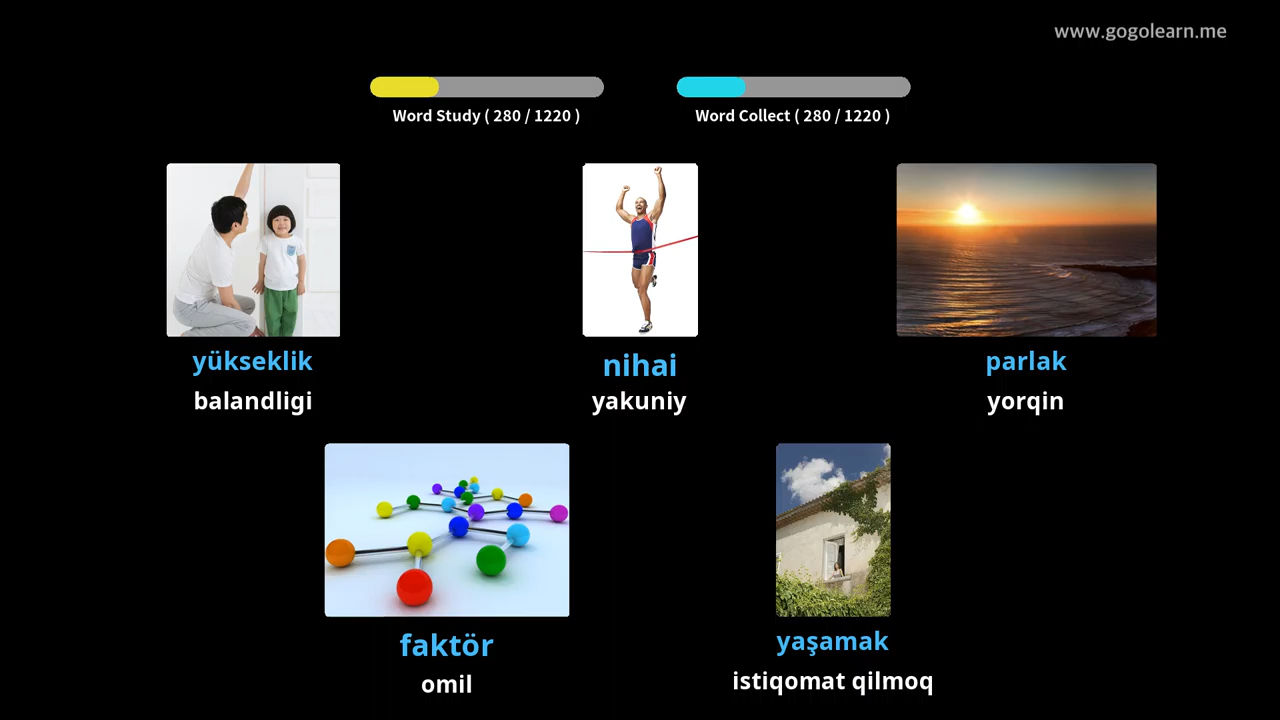 www.gogolearn.me
Word Study ( 280 / 1220 )
Word Collect ( 280 / 1220 )
yükseklik
balandligi
nihai
yakuniy
parlak
yorqin
faktör
omil
yaşamak
istiqomat qilmoq